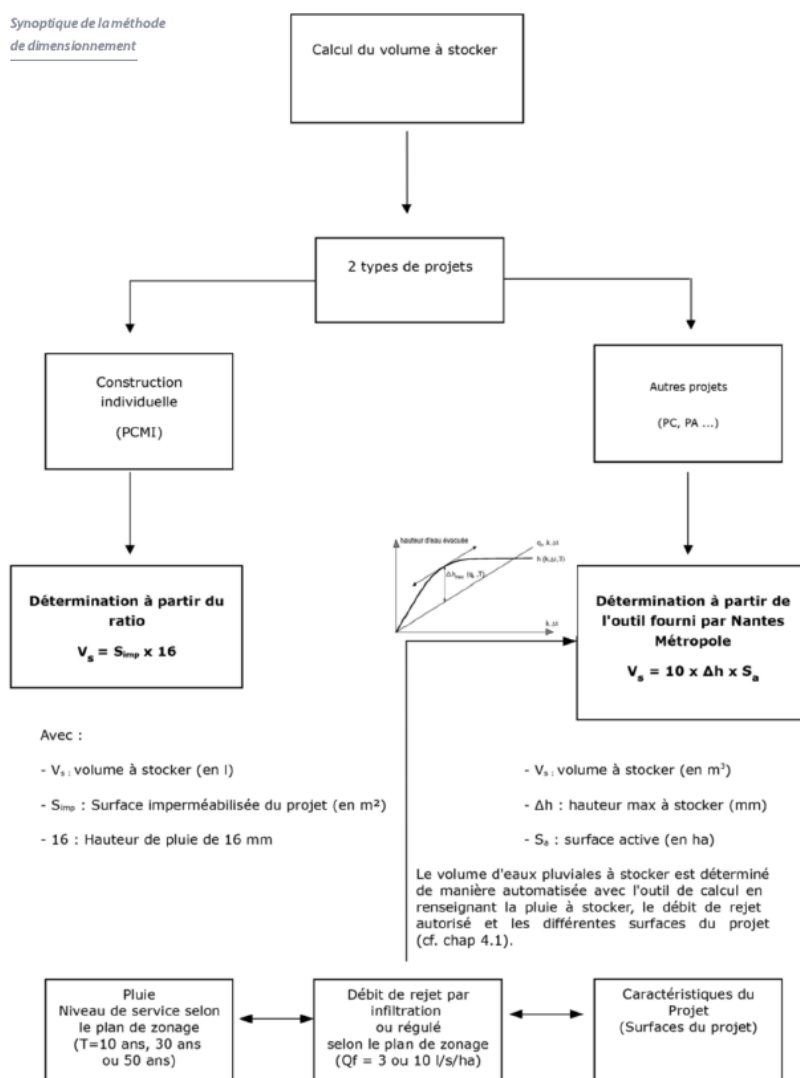 Synoptique de la méthode
de dimensionnement
Calcul du volume à stocker
2 types de projets
Construction
individuelle
(PCMI)
Autres projets
(PC, PA ...)
hauteur d'eau évacuée
h (k.Δt,T)
k.Δt
Détermination à partir du
ratio
Vs = Simp x 16
Détermination à partir de
l'outil fourni par Nantes
Métropole
Vs = 10 x Δh x Sa
Avec :
- Vs : volume à stocker (en l)
- Simp : Surface imperméabilisée du projet (en m²)
- 16 : Hauteur de pluie de 16 mm
- Vs : volume à stocker (en m³)
- Δh : hauteur max à stocker (mm)
- Sa : surface active (en ha)
Le volume d'eaux pluviales à stocker est déterminé
de manière automatisée avec l'outil de calcul en
renseignant la pluie à stocker, le débit de rejet
autorisé et les différentes surfaces du projet
(cf. chap 4.1).
Pluie
Niveau de service selon
le plan de zonage
(T=10 ans, 30 ans
ou 50 ans)
Débit de rejet par
infiltration
ou régulé
selon le plan de zonage
(Qf = 3 ou 10 l/s/ha)
Caractéristiques du
Projet
(Surfaces du projet)